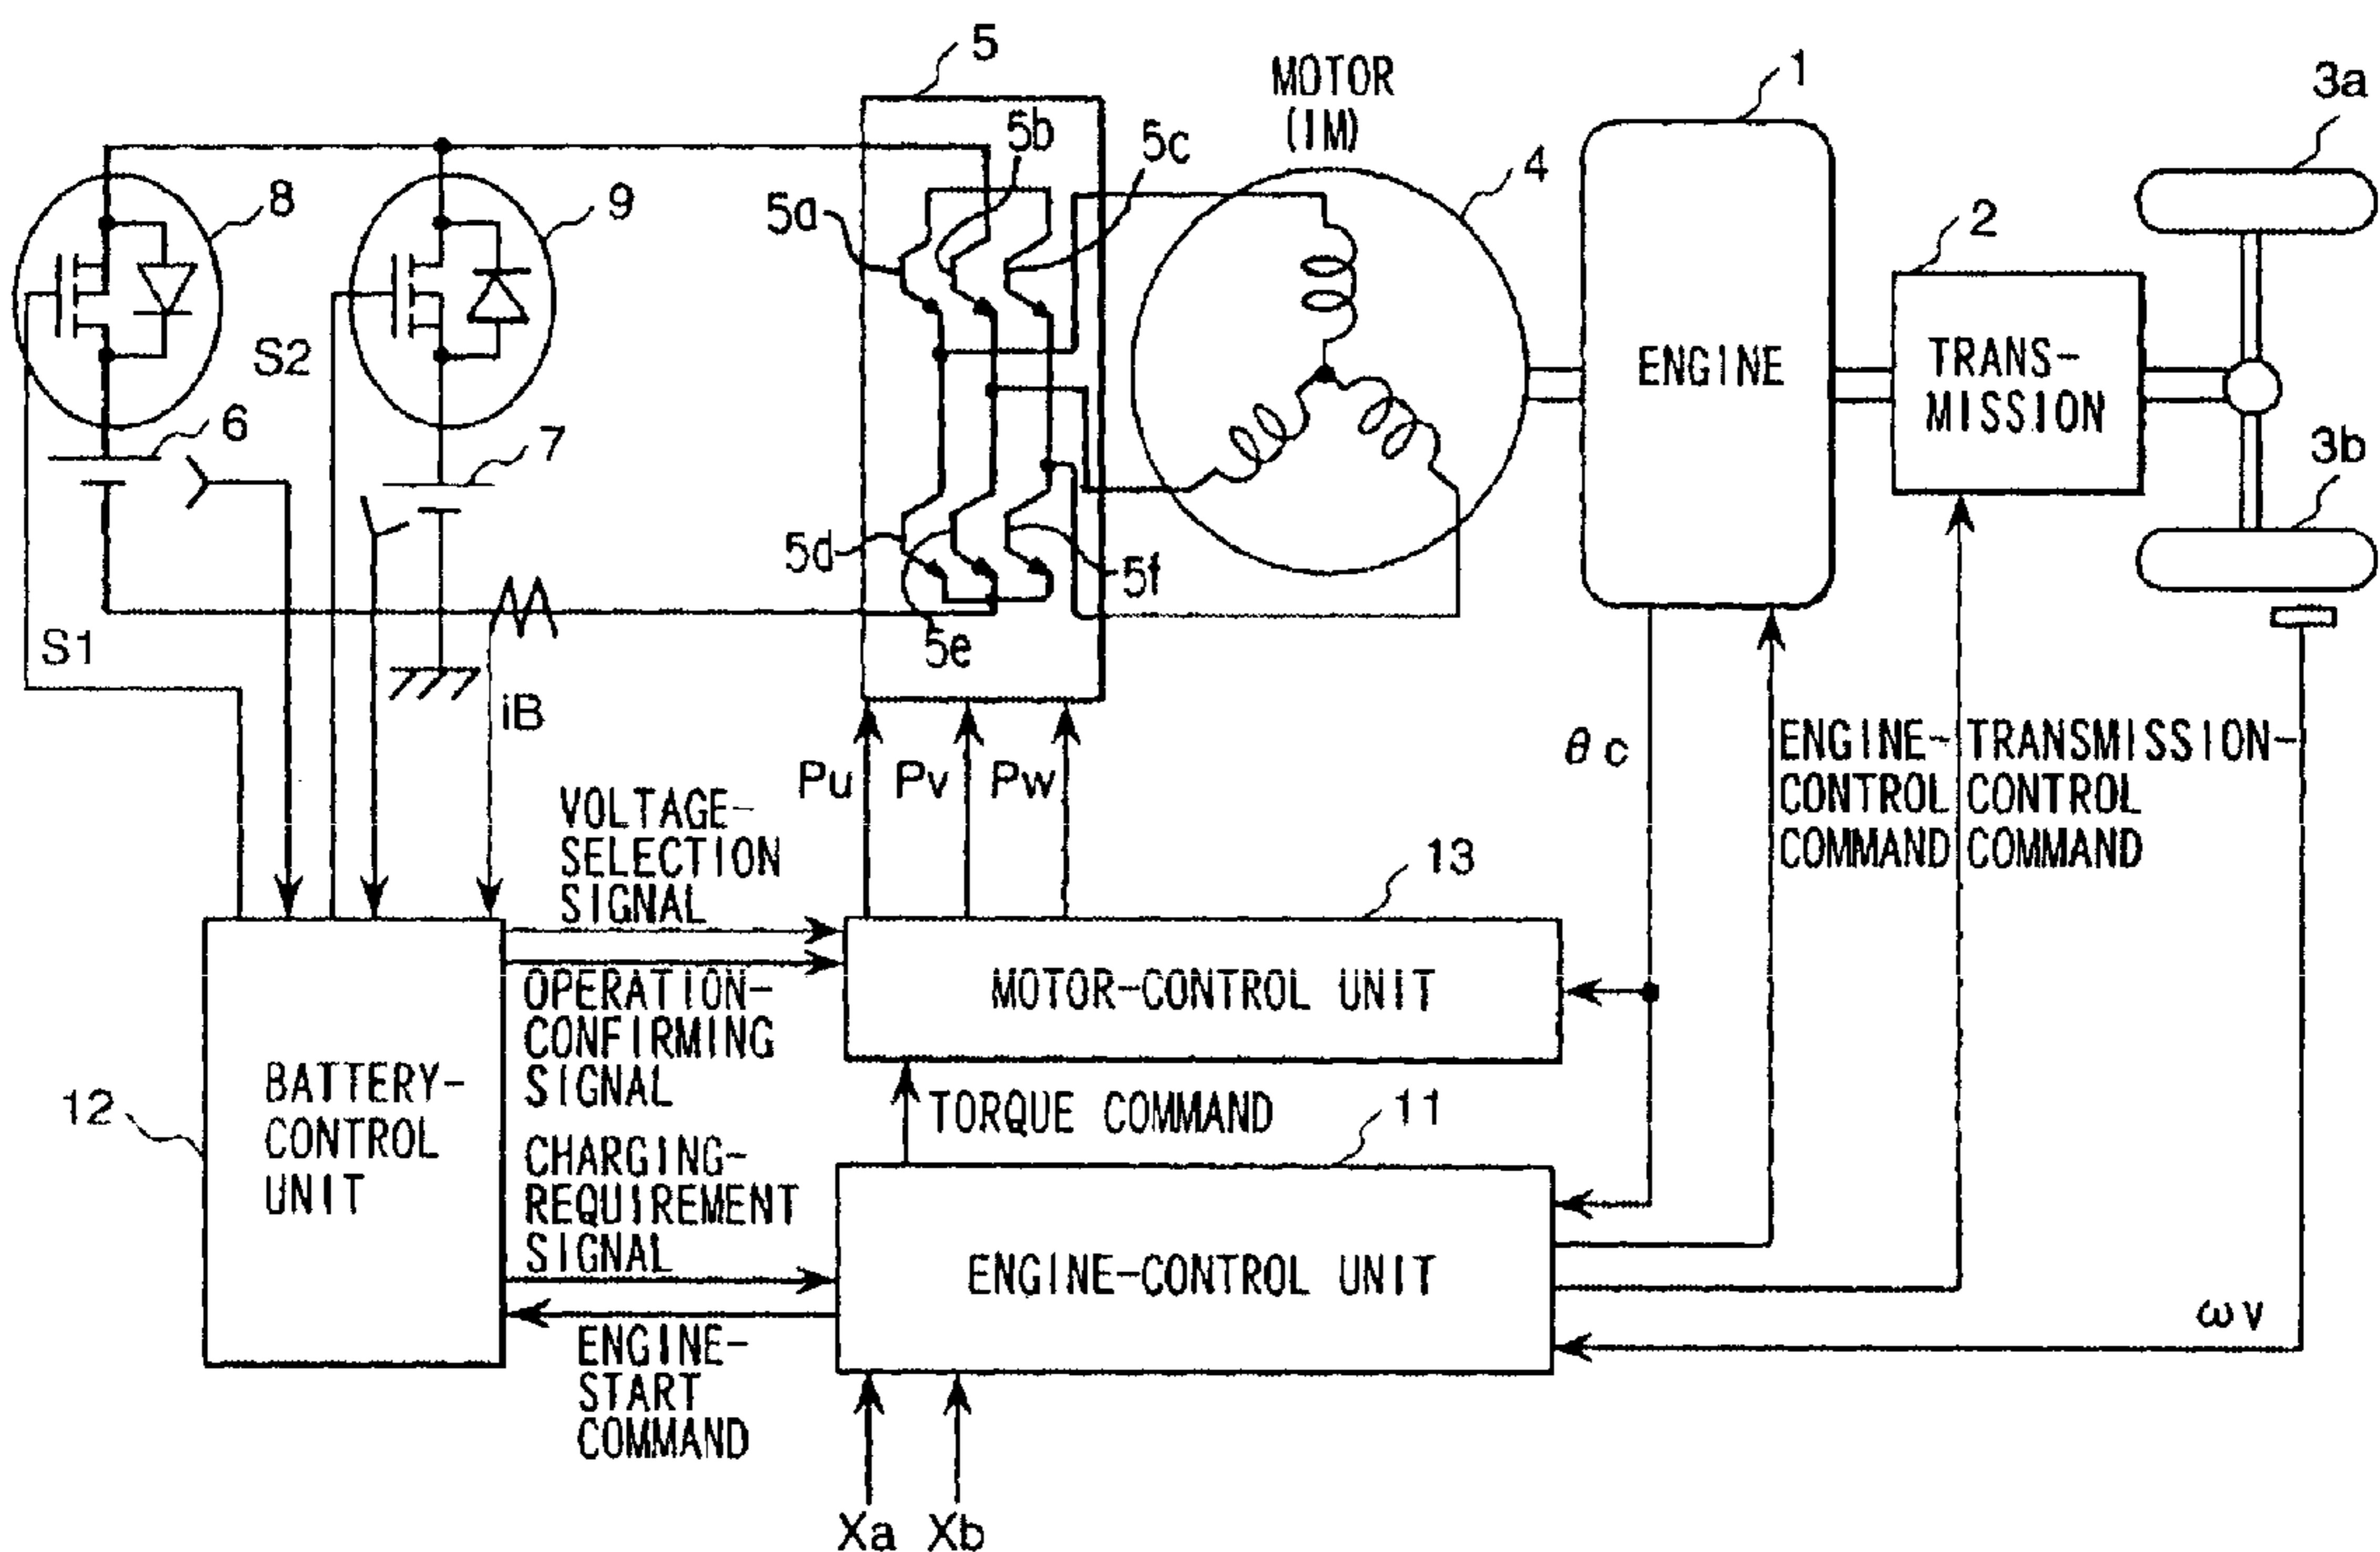 5
MOTOR
(IM)
1
3a
5b
5c
4
8
9
5a
2
S2
ENGINE
TRANS-
MISSION
6
7
3b
5d
5f
5e
S1
iB
θc
ENGINE-
CONTROL
COMMAND
TRANSMISSION-
CONTROL
COMMAND
Pu
Pv
Pw
VOLTAGE-
SELECTION
SIGNAL
13
MOTOR-CONTROL UNIT
OPERATION-
CONFIRMING
SIGNAL
BATTERY-
CONTROL
UNIT
12
TORQUE COMMAND
11
CHARGING-
REQUIREMENT
SIGNAL
ENGINE-CONTROL UNIT
ωv
ENGINE-
START
COMMAND
Xa
Xb